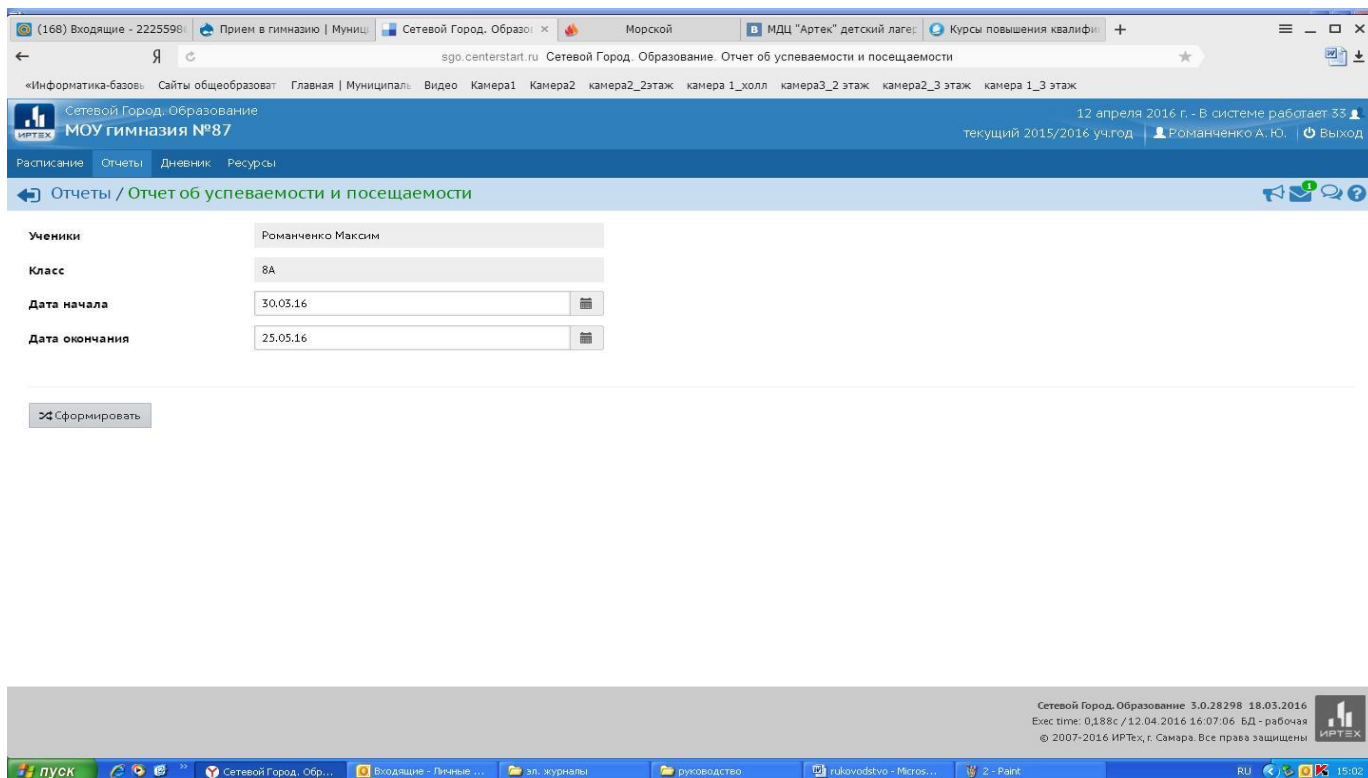 (168) Входящие - 2225598 Прием в гимназию | Муниц Сетевой Город. Образо × Морской МДЦ "Артек" детский лагер Курсы повышения квалифи +
Я sgo.centerstart.ru Сетевой Город. Образование. Отчет об успеваемости и посещаемости
«Информатика-базовь Сайты общеобразоват Главная | Муниципаль Видео Камера1 Камера2 камера2_2этаж камера 1_холл камера3_2 этаж камера2_3 этаж камера 1_3 этаж
Сетевой Город. Образование 12 апреля 2016 г. - В системе работает 33
ИРТЕХ МОУ гимназия №87 текущий 2015/2016 уч.год Романченко А. Ю. Выход
Расписание Отчеты Дневник Ресурсы
Отчеты / Отчет об успеваемости и посещаемости 1 ?
Ученики Романченко Максим
Класс 8А
Дата начала 30.03.16
Дата окончания 25.05.16
Сформировать
Сетевой Город. Образование 3.0.28298 18.03.2016
Exec time: 0,188с / 12.04.2016 16:07:06 БД - рабочая
© 2007-2016 ИРТех, г. Самара. Все права защищены ИРТЕХ
пуск » Сетевой Город. Обр... Входящие - Личные ... эл. журналы руководство rukovodstvo - Micros... 2 - Paint RU 15:02